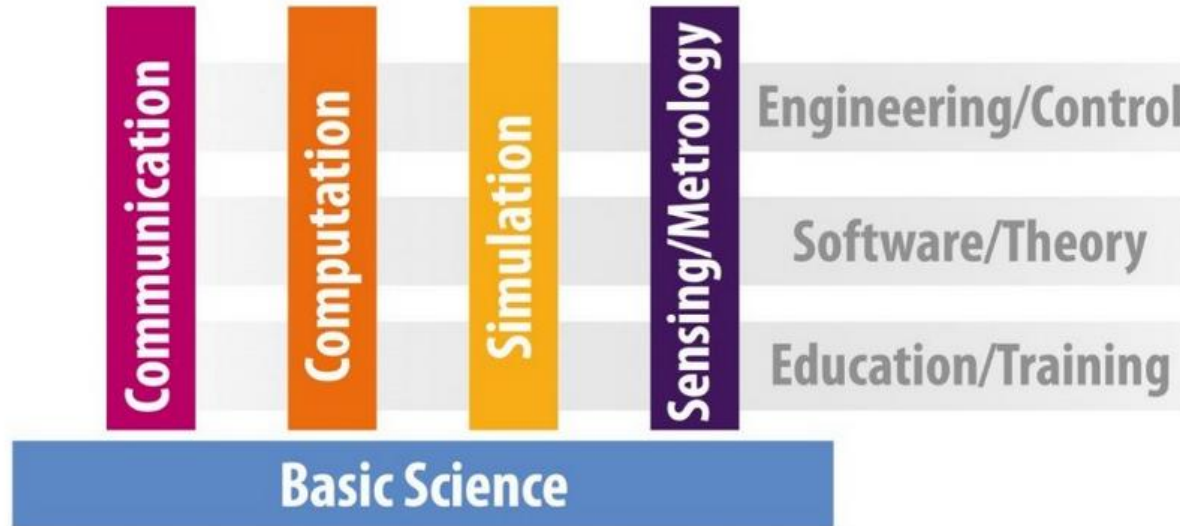 Communication
Computation
Simulation
Sensing/Metrology
Engineering/Control
Software/Theory
Education/Training
Basic Science